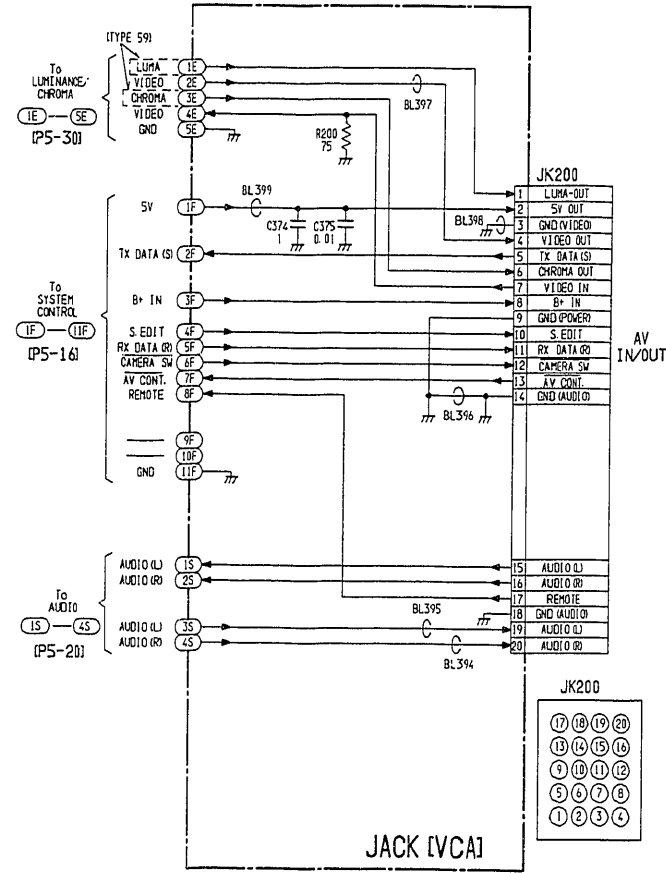 [TYPE 59]
To
LUMINANCE/
CHROMA
1E — 5E
[P5-30]
LUMA 1E
VIDEO 2E
CHROMA 3E
VIDEO 4E
GND 5E
BL397
R200
75
To
SYSTEM
CONTROL
1F — 11F
[P5-16]
5V 1F
TX DATA (S) 2F
B+ IN 3F
S.EDIT 4F
RX DATA (R) 5F
CAMERA SW 6F
AV CONT. 7F
REMOTE 8F
9F
10F
GND 11F
BL399
C374
1
C375
0.01
BL398
BL396
JK200
1 LUMA-OUT
2 5V OUT
3 GND (VIDEO)
4 VIDEO OUT
5 TX DATA (S)
6 CHROMA OUT
7 VIDEO IN
8 B+ IN
9 GND (POWER)
10 S.EDIT
11 RX DATA (R)
12 CAMERA SW
13 AV CONT.
14 GND (AUDIO)
AV
IN/OUT
To
AUDIO
1S — 4S
[P5-20]
AUDIO (L) 1S
AUDIO (R) 2S
AUDIO (L) 3S
AUDIO (R) 4S
BL395
BL394
15 AUDIO (L)
16 AUDIO (R)
17 REMOTE
18 GND (AUDIO)
19 AUDIO (L)
20 AUDIO (R)
JK200
17 18 19 20
13 14 15 16
9 10 11 12
5 6 7 8
1 2 3 4
JACK [VCA]